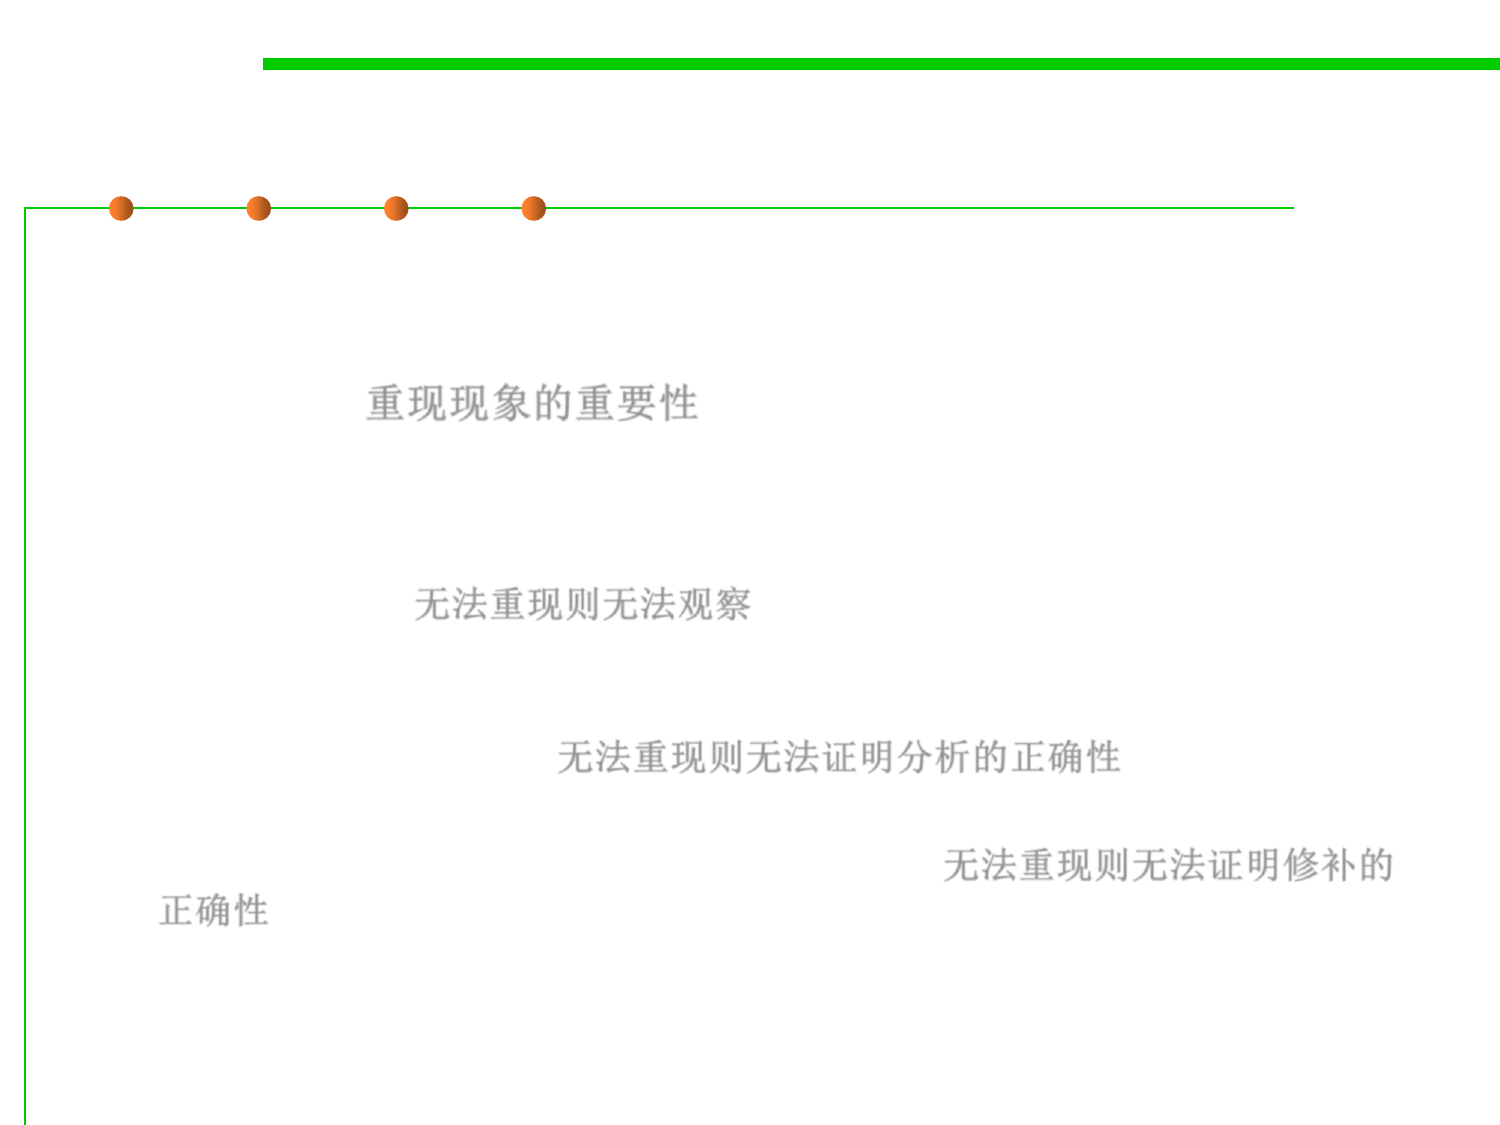 重现现象的重要性
无法重现则无法观察
无法重现则无法证明分析的正确性
无法重现则无法证明修补的
正确性